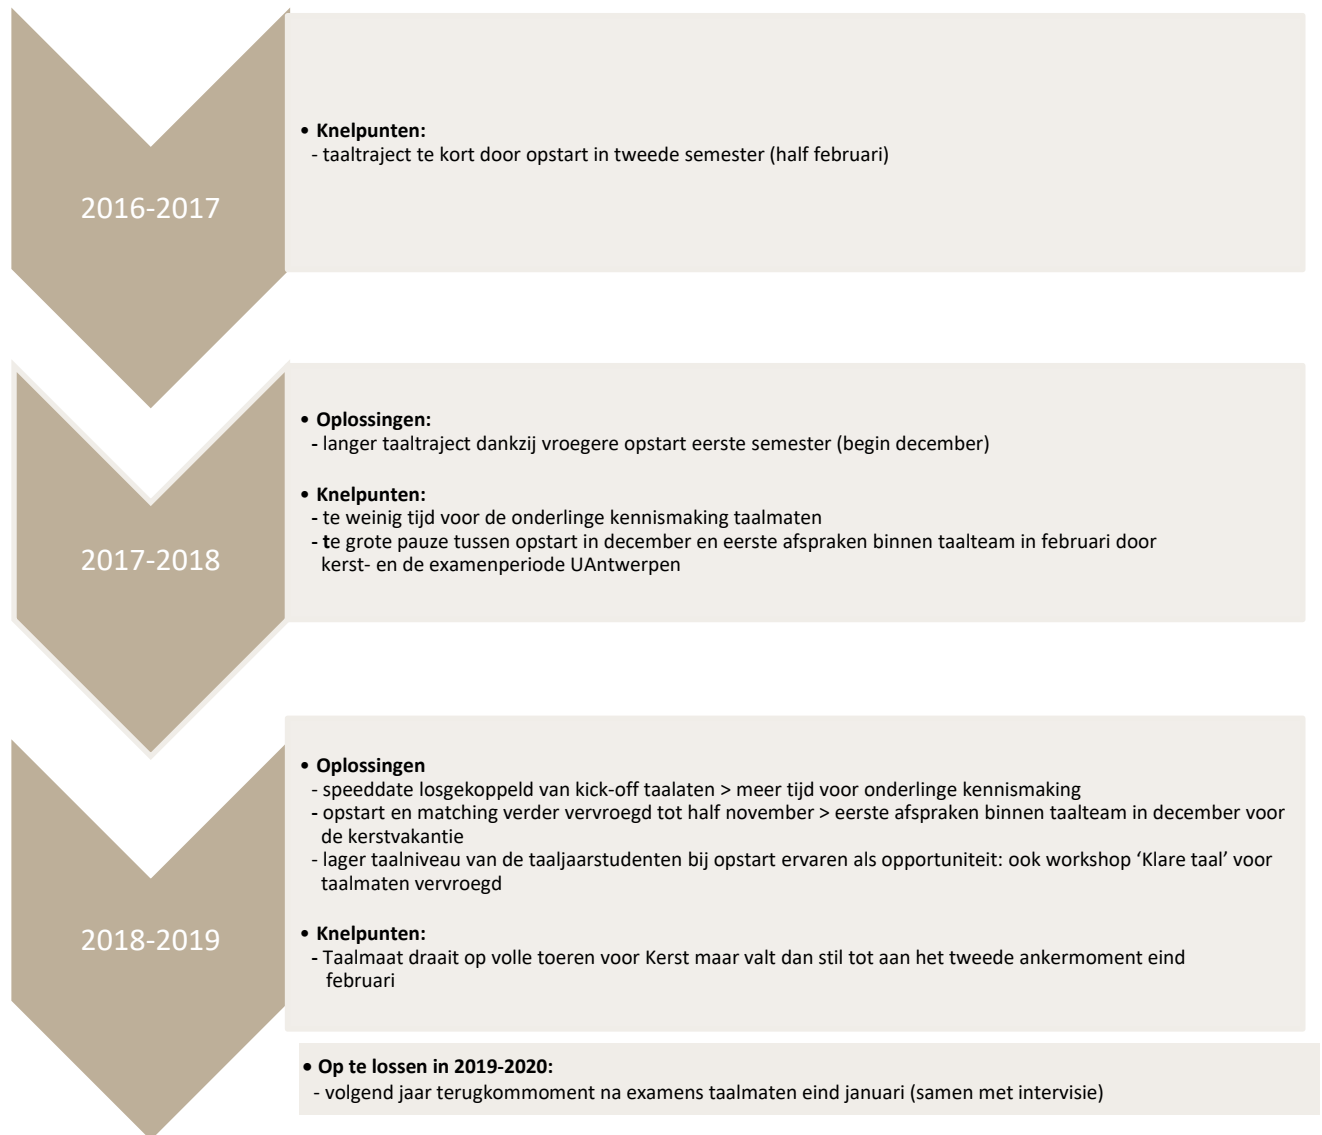 2016-2017
• Knelpunten:
- taaltraject te kort door opstart in tweede semester (half februari)
2017-2018
• Oplossingen:
- langer taaltraject dankzij vroegere opstart eerste semester (begin december)
• Knelpunten:
- te weinig tijd voor de onderlinge kennismaking taalmaten
- te grote pauze tussen opstart in december en eerste afspraken binnen taalteam in februari door
kerst- en de examenperiode UAntwerpen
2018-2019
• Oplossingen
- speeddate losgekoppeld van kick-off taalaten > meer tijd voor onderlinge kennismaking
- opstart en matching verder vervroegd tot half november > eerste afspraken binnen taalteam in december voor
de kerstvakantie
- lager taalniveau van de taaljaarstudenten bij opstart ervaren als opportuniteit: ook workshop ‘Klare taal’ voor
taalmaten vervroegd
• Knelpunten:
- Taalmaat draait op volle toeren voor Kerst maar valt dan stil tot aan het tweede ankermoment eind
februari
• Op te lossen in 2019-2020:
- volgend jaar terugkommoment na examens taalmaten eind januari (samen met intervisie)